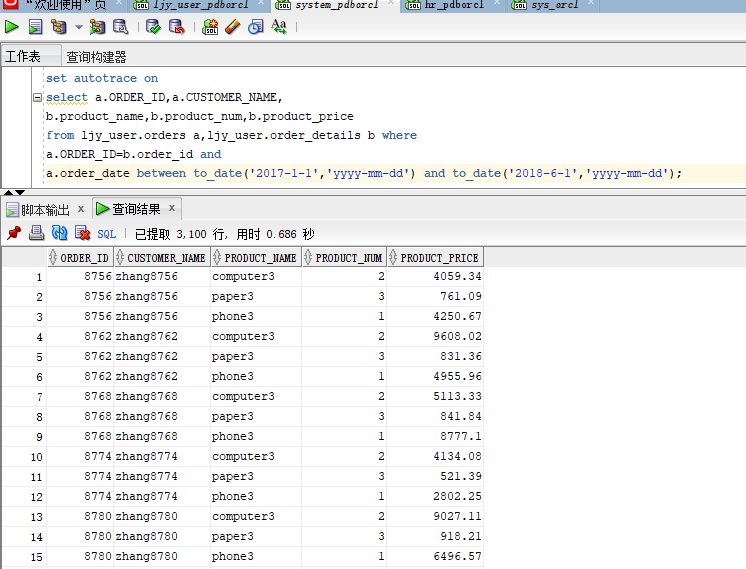 “欢迎使用”页 ljy_user_pdborcl system_pdborcl hr_pdborcl sys_orcl
工作表 查询构建器
set autotrace on
select a.ORDER_ID,a.CUSTOMER_NAME,
b.product_name,b.product_num,b.product_price
from ljy_user.orders a,ljy_user.order_details b where
a.ORDER_ID=b.order_id and
a.order_date between to_date('2017-1-1','yyyy-mm-dd') and to_date('2018-6-1','yyyy-mm-dd');
脚本输出 x 查询结果 x
SQL | 已提取 3,100 行, 用时 0.686 秒
ORDER_ID CUSTOMER_NAME PRODUCT_NAME PRODUCT_NUM PRODUCT_PRICE
1 8756 zhang8756 computer3 2 4059.34
2 8756 zhang8756 paper3 3 761.09
3 8756 zhang8756 phone3 1 4250.67
4 8762 zhang8762 computer3 2 9608.02
5 8762 zhang8762 paper3 3 831.36
6 8762 zhang8762 phone3 1 4955.96
7 8768 zhang8768 computer3 2 5113.33
8 8768 zhang8768 paper3 3 841.84
9 8768 zhang8768 phone3 1 8777.1
10 8774 zhang8774 computer3 2 4134.08
11 8774 zhang8774 paper3 3 521.39
12 8774 zhang8774 phone3 1 2802.25
13 8780 zhang8780 computer3 2 9027.11
14 8780 zhang8780 paper3 3 918.21
15 8780 zhang8780 phone3 1 6496.57